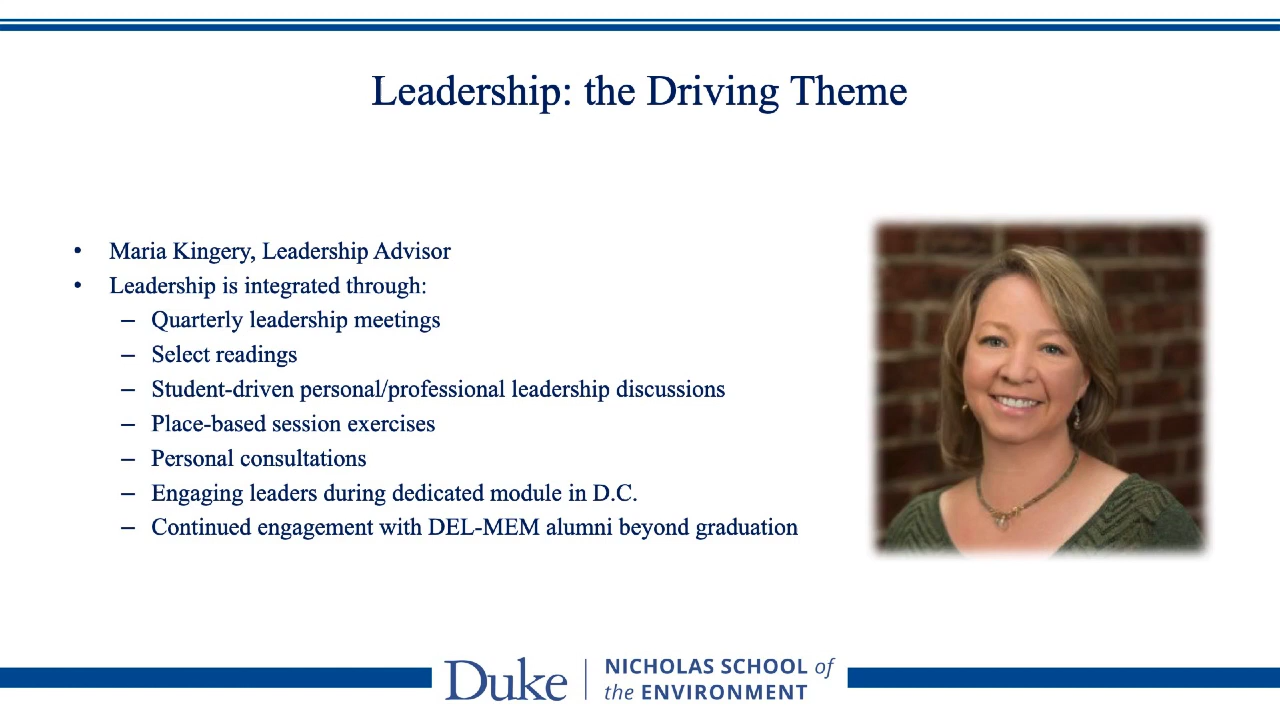 Leadership: the Driving Theme
• Maria Kingery, Leadership Advisor
• Leadership is integrated through:
– Quarterly leadership meetings
– Select readings
– Student-driven personal/professional leadership discussions
– Place-based session exercises
– Personal consultations
– Engaging leaders during dedicated module in D.C.
– Continued engagement with DEL-MEM alumni beyond graduation
Duke
NICHOLAS SCHOOL of
the ENVIRONMENT